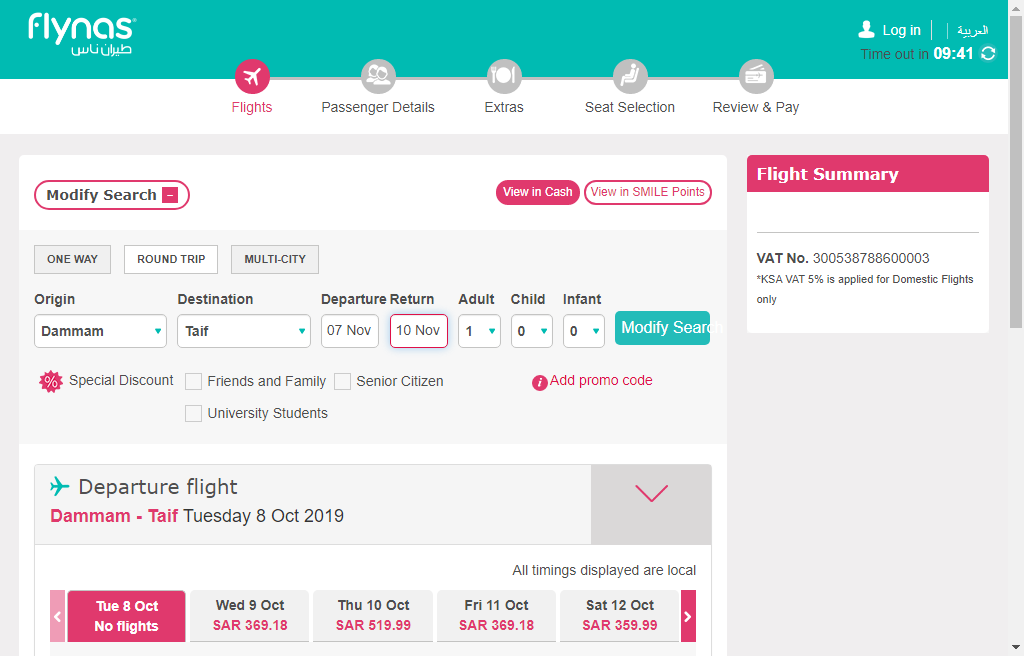 flynas
طيران ناس
Log in
العربية
Time out in 09:41
Flights
Passenger Details
Extras
Seat Selection
Review & Pay
Modify Search
View in Cash
View in SMILE Points
Flight Summary
ONE WAY
ROUND TRIP
MULTI-CITY
VAT No. 300538788600003
*KSA VAT 5% is applied for Domestic Flights
only
Origin
Destination
Departure
Return
Adult
Child
Infant
Dammam
Taif
07 Nov
10 Nov
1
0
0
Modify Search
Special Discount
Friends and Family
Senior Citizen
Add promo code
University Students
Departure flight
Dammam - Taif Tuesday 8 Oct 2019
All timings displayed are local
Tue 8 Oct
No flights
Wed 9 Oct
SAR 369.18
Thu 10 Oct
SAR 519.99
Fri 11 Oct
SAR 369.18
Sat 12 Oct
SAR 359.99